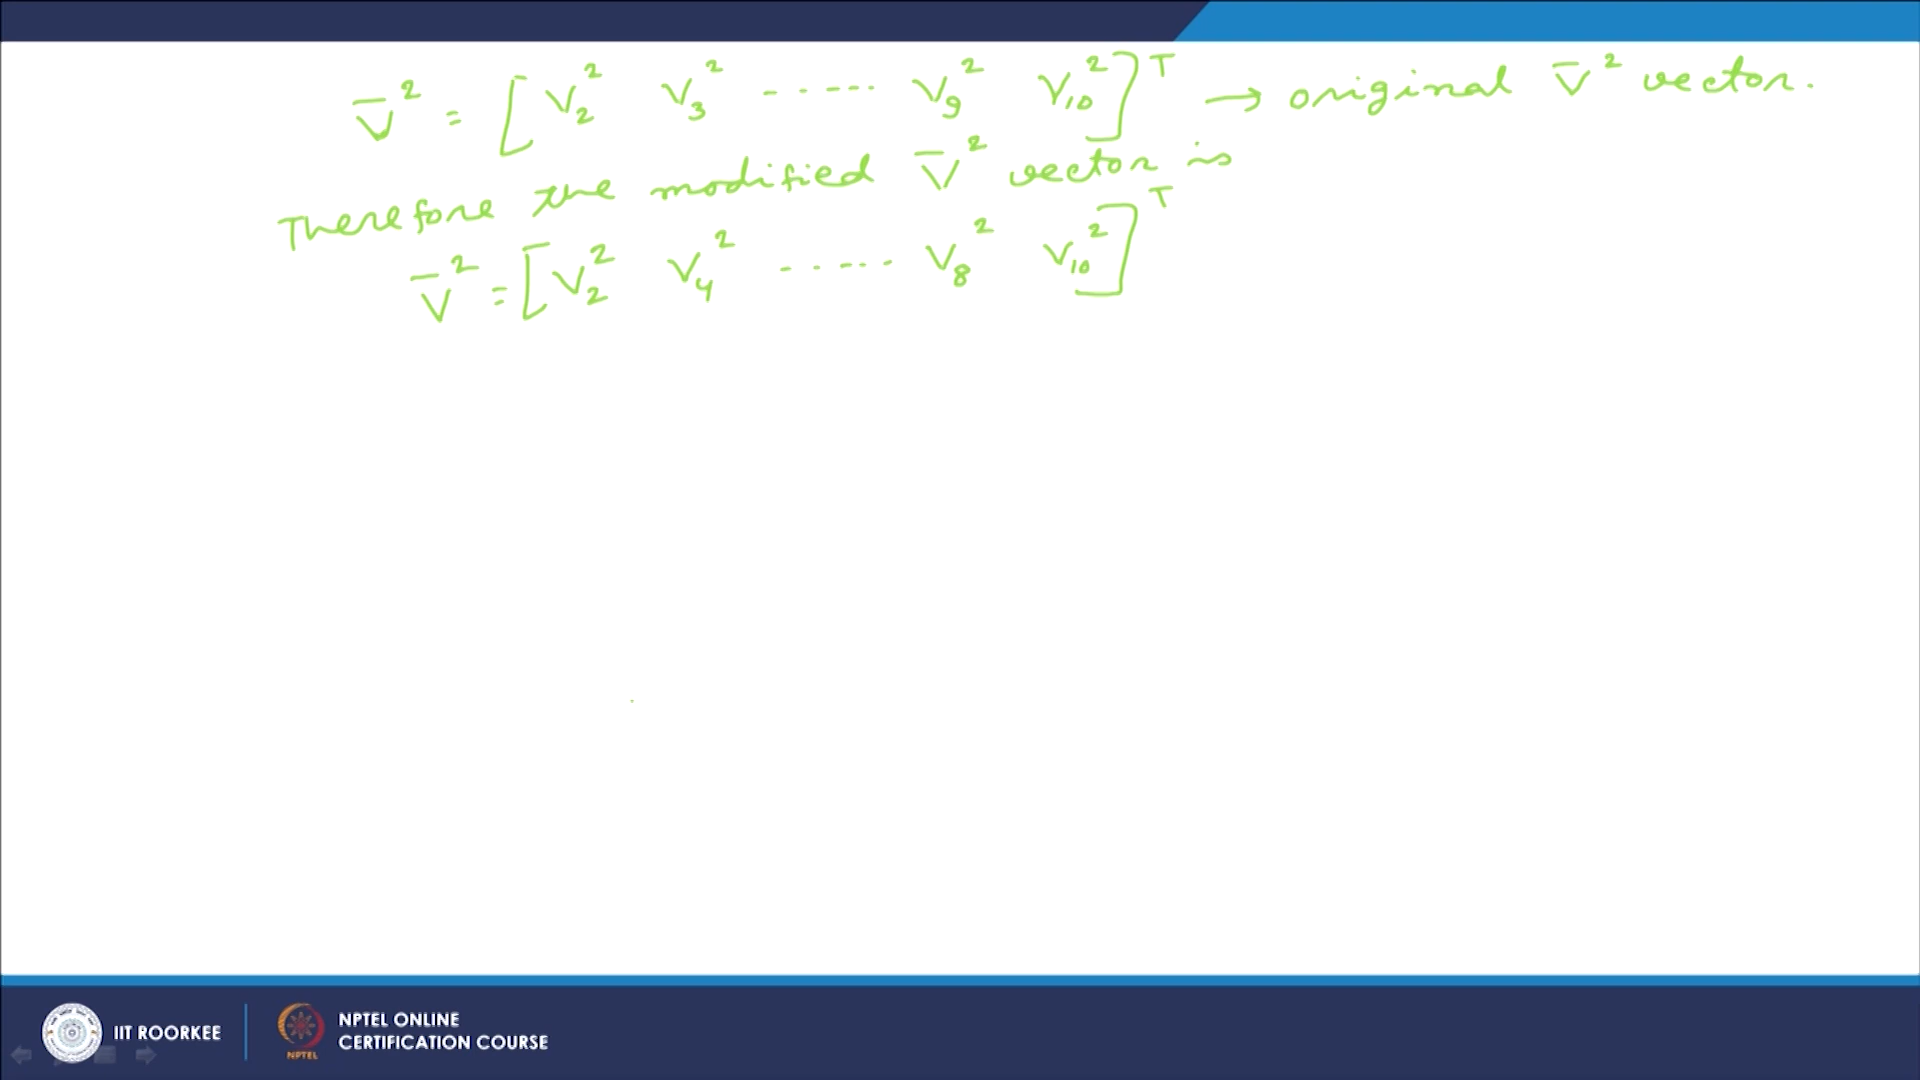 V̅² = [V₂² V₃² ------ V₉² V₁₀²]ᵀ → original V̅² vector.
Therefore the modified V̅² vector is
V̅² = [V₂² V₄² ------ V₈² V₁₀²]ᵀ
IIT ROORKEE
NPTEL
NPTEL ONLINE
CERTIFICATION COURSE